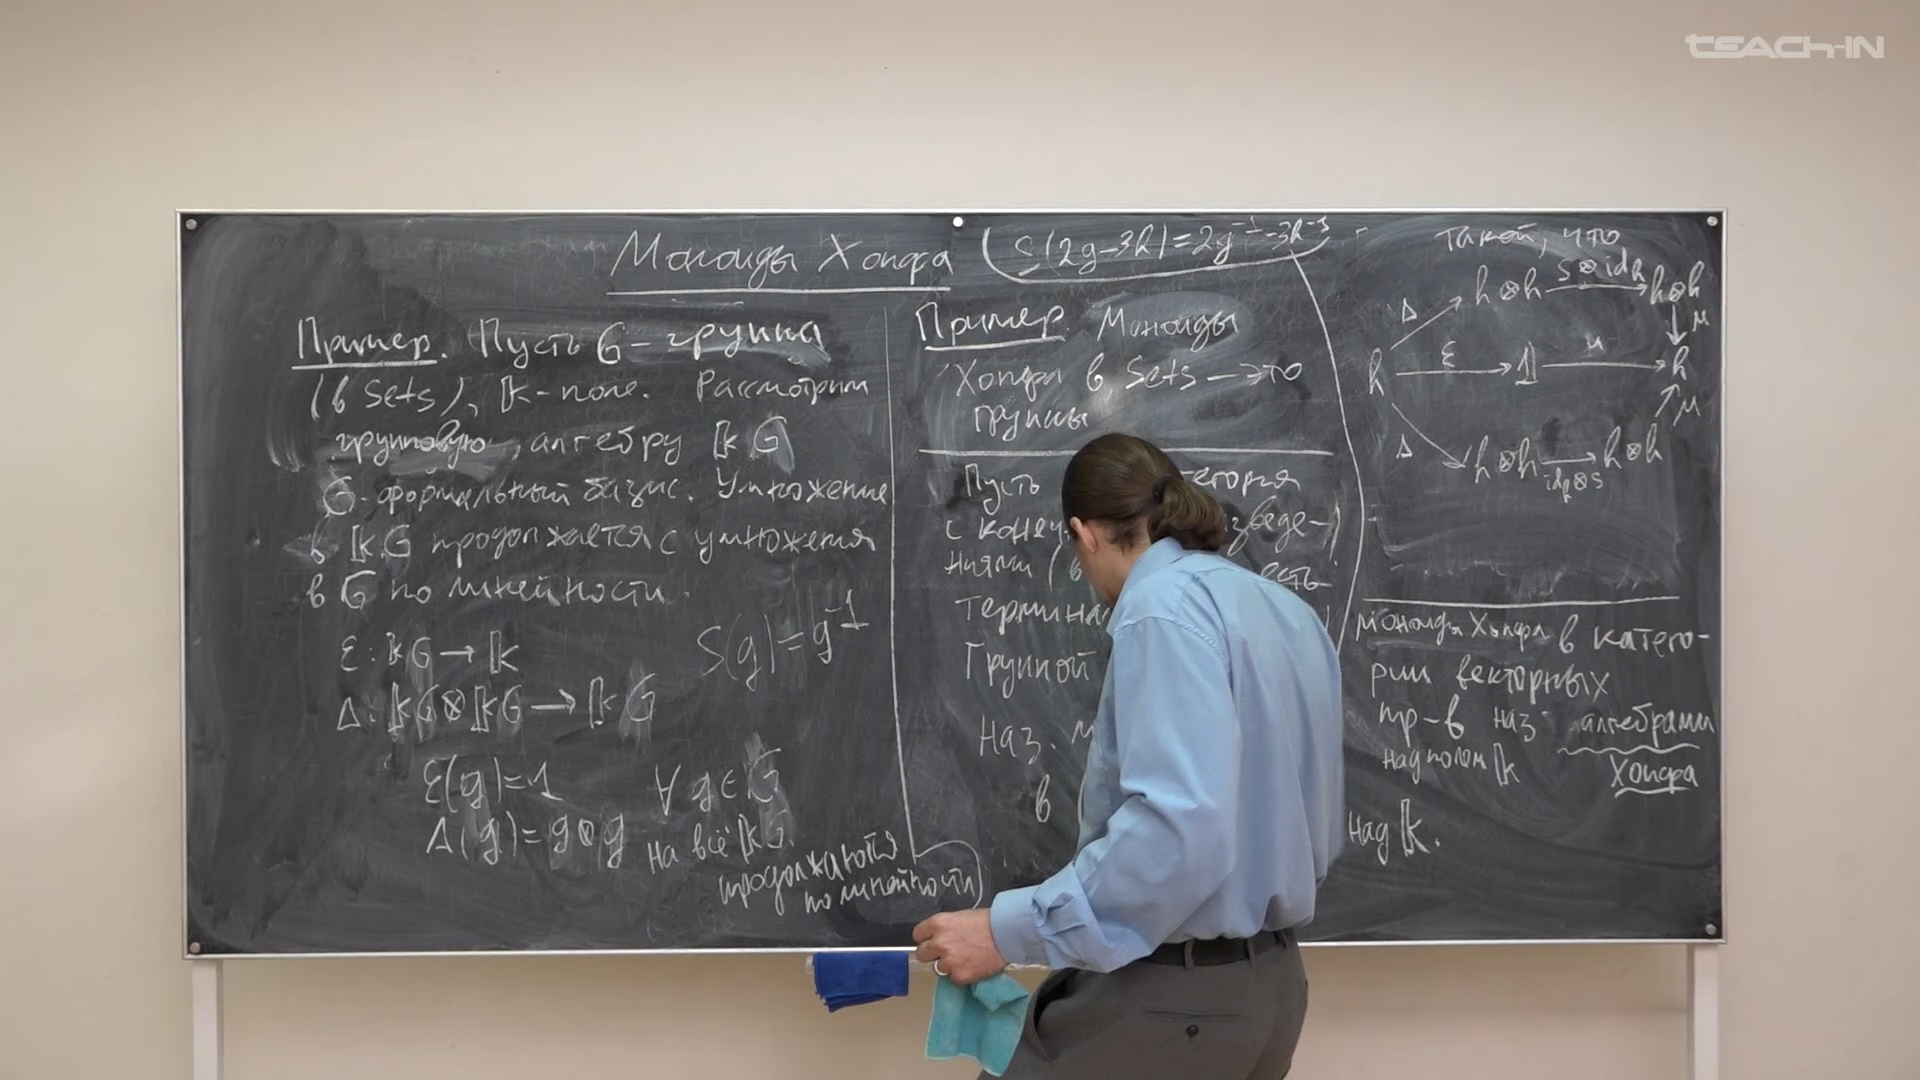 TEACH-IN
Моноиды Хопфа
S(2g-3h)=2g⁻¹-3h⁻¹
Пример. Пусть G - группа
(в Sets), 𝕜 - поле. Рассмотрим
групповую алгебру 𝕜G
G - формальный базис. Умножение
в 𝕜G продолжается с умножения
в G по линейности.
ε: 𝕜G → 𝕜
S(g)=g⁻¹
Δ: 𝕜G⊗𝕜G → 𝕜G
ε(g)=1 ∀ g∈G
Δ(g)=g⊗g на всё 𝕜G
продолжаются
по линейности
Пример. Моноиды
Хопфа в Sets - это
группы
Пусть
с
ниями (в
Группой
Наз.
в
такой, что
h⊗h S⊗id_h h⊗h
Δ μ
h ε 𝟙 u h
Δ μ
h⊗h id_h⊗S h⊗h
Моноиды Хопфа в катего-
рии векторных
пр-в наз алгебрами
над полем 𝕜 Хопфа
над 𝕜.